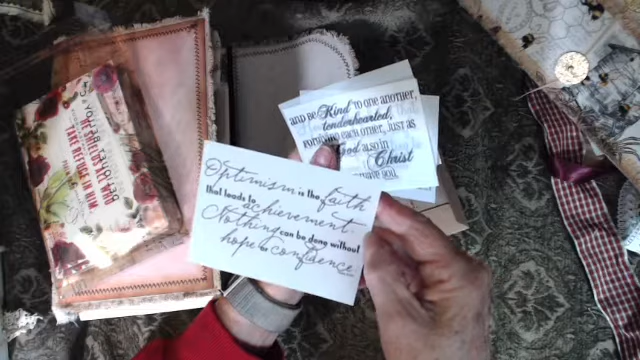 and be Kind to one another,
tenderhearted,
forgiving each other, just as
God also in
Christ
gave you.
Optimism is the faith
that leads to achievement.
Nothing can be done without
hope or confidence.
TAKE REFUGE IN HIM